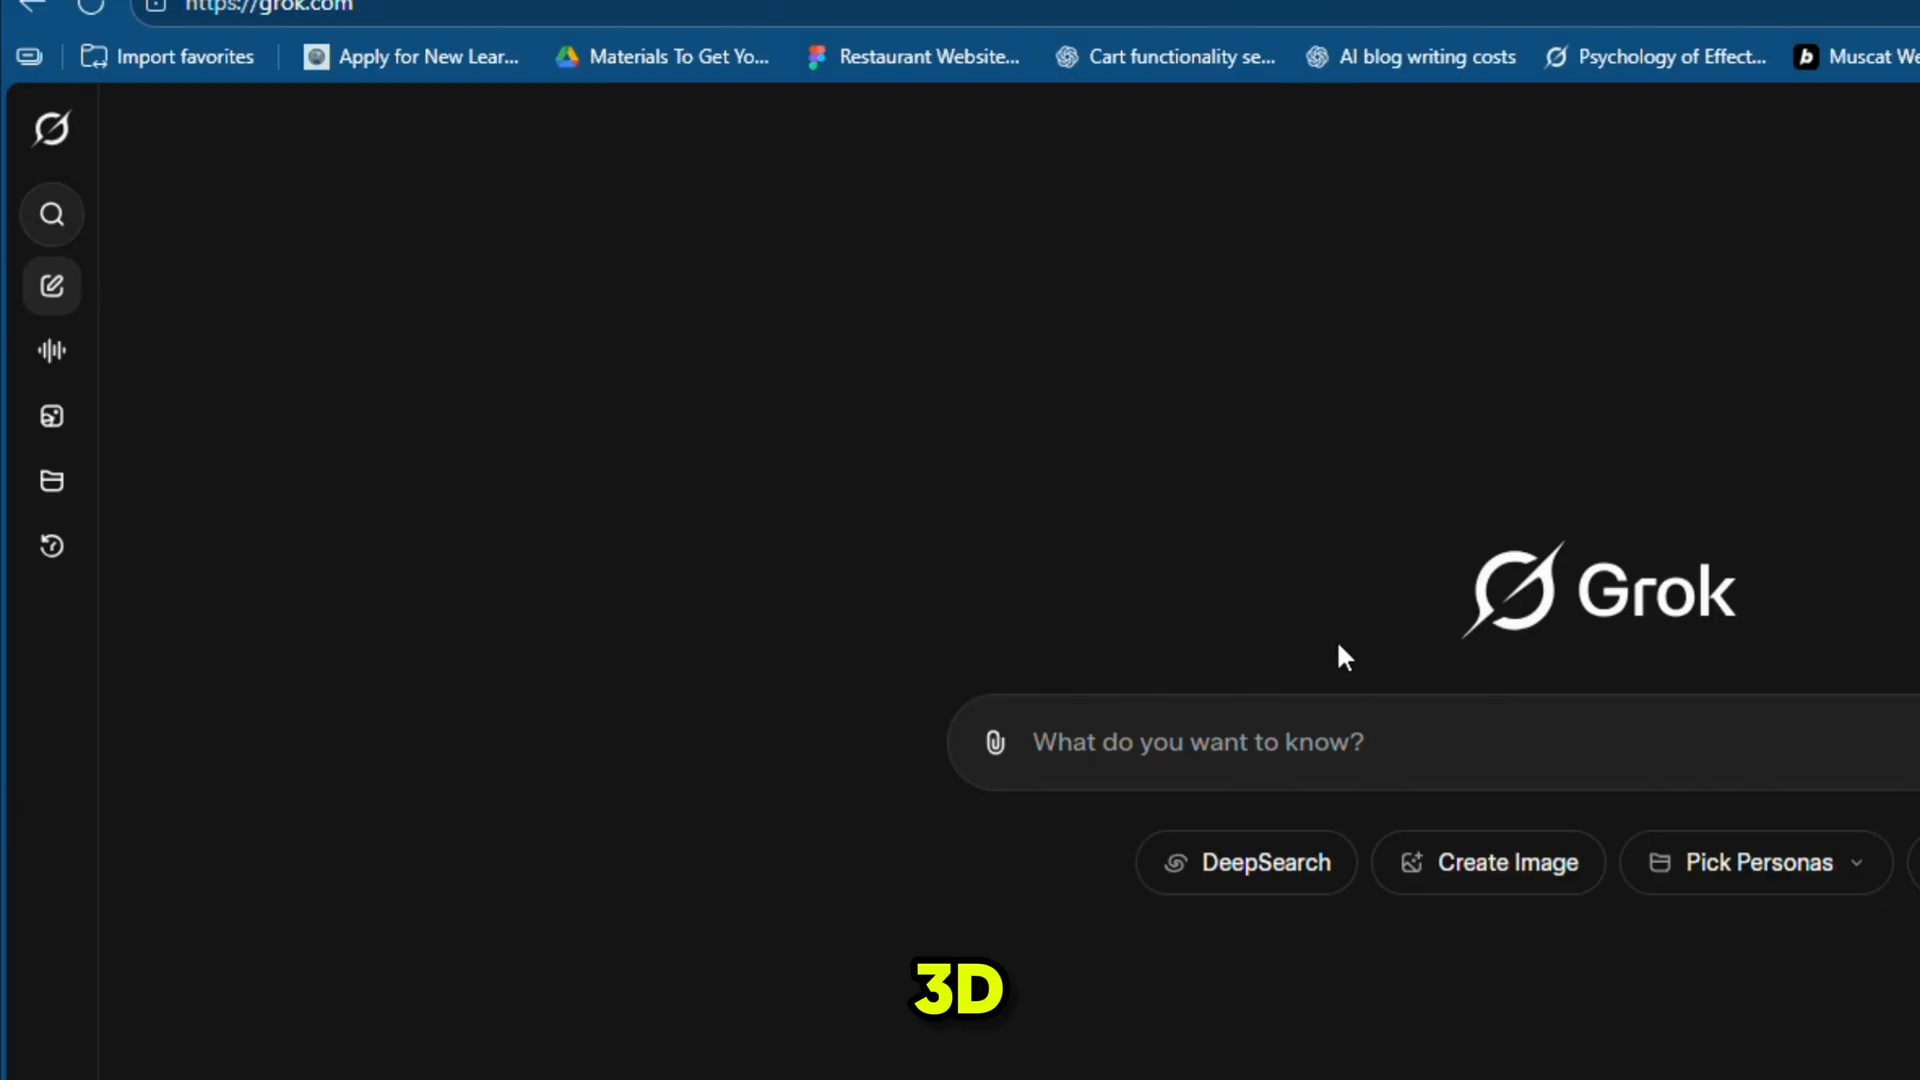 https://grok.com
Import favorites
Apply for New Lear...
Materials To Get Yo...
Restaurant Website...
Cart functionality se...
AI blog writing costs
Psychology of Effect...
b
Muscat We
Grok
What do you want to know?
DeepSearch
Create Image
Pick Personas
3D